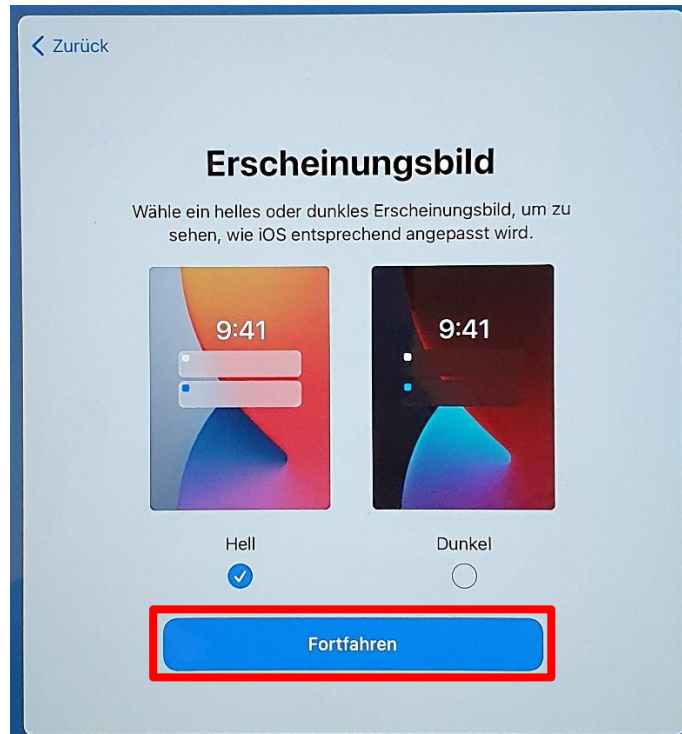 Zurück
Erscheinungsbild
Wähle ein helles oder dunkles Erscheinungsbild, um zu
sehen, wie iOS entsprechend angepasst wird.
9:41
9:41
Hell
Dunkel
Fortfahren